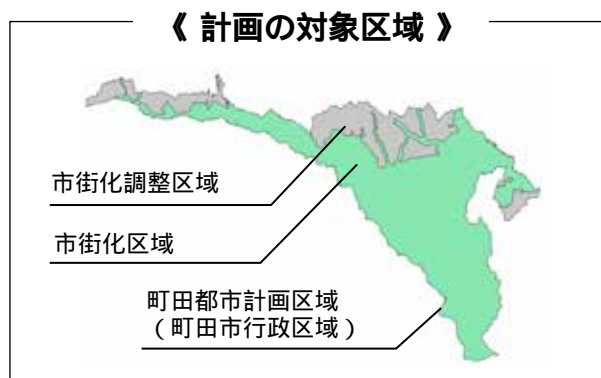 《 計画の対象区域 》
市街化調整区域
市街化区域
町田都市計画区域
(町田市行政区域)